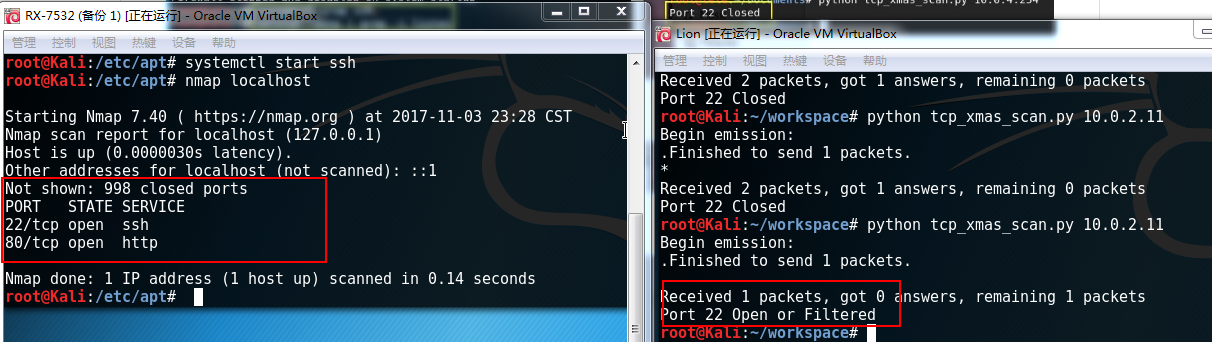 RX-7532 (备份 1) [正在运行] - Oracle VM VirtualBox
管理 控制 视图 热键 设备 帮助
root@Kali:/etc/apt# systemctl start ssh
root@Kali:/etc/apt# nmap localhost
Starting Nmap 7.40 ( https://nmap.org ) at 2017-11-03 23:28 CST
Nmap scan report for localhost (127.0.0.1)
Host is up (0.0000030s latency).
Other addresses for localhost (not scanned): ::1
Not shown: 998 closed ports
PORT   STATE SERVICE
22/tcp open  ssh
80/tcp open  http
Nmap done: 1 IP address (1 host up) scanned in 0.14 seconds
root@Kali:/etc/apt#
python tcp_xmas_scan.py 10.0.4.254
Port 22 Closed
Lion [正在运行] - Oracle VM VirtualBox
管理 控制 视图 热键 设备 帮助
Received 2 packets, got 1 answers, remaining 0 packets
Port 22 Closed
root@Kali:~/workspace# python tcp_xmas_scan.py 10.0.2.11
Begin emission:
.Finished to send 1 packets.
*
Received 2 packets, got 1 answers, remaining 0 packets
Port 22 Closed
root@Kali:~/workspace# python tcp_xmas_scan.py 10.0.2.11
Begin emission:
.Finished to send 1 packets.
Received 1 packets, got 0 answers, remaining 1 packets
Port 22 Open or Filtered
root@Kali:~/workspace#